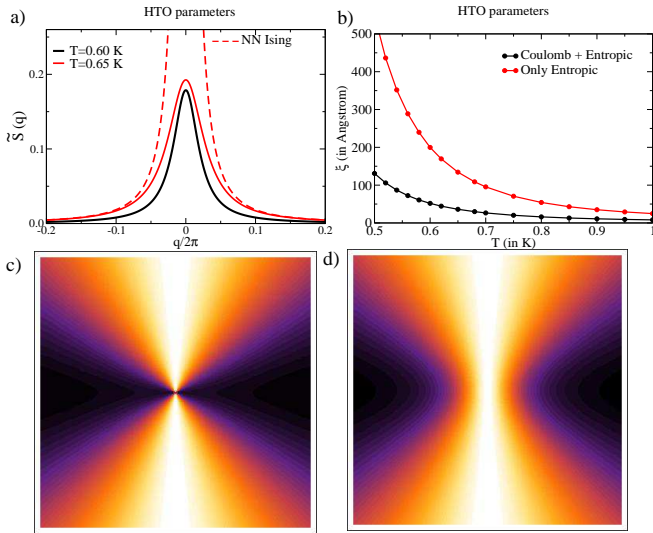 a)
HTO parameters
T=0.60 K
T=0.65 K
NN Ising
S̃ (q)
0.2
0.1
0.0
-0.2
-0.1
0
0.1
0.2
q/2π
b)
HTO parameters
Coulomb + Entropic
Only Entropic
ξ (in Angstrom)
500
400
300
200
100
0
0.5
0.6
0.7
0.8
0.9
1
T (in K)
c)
d)